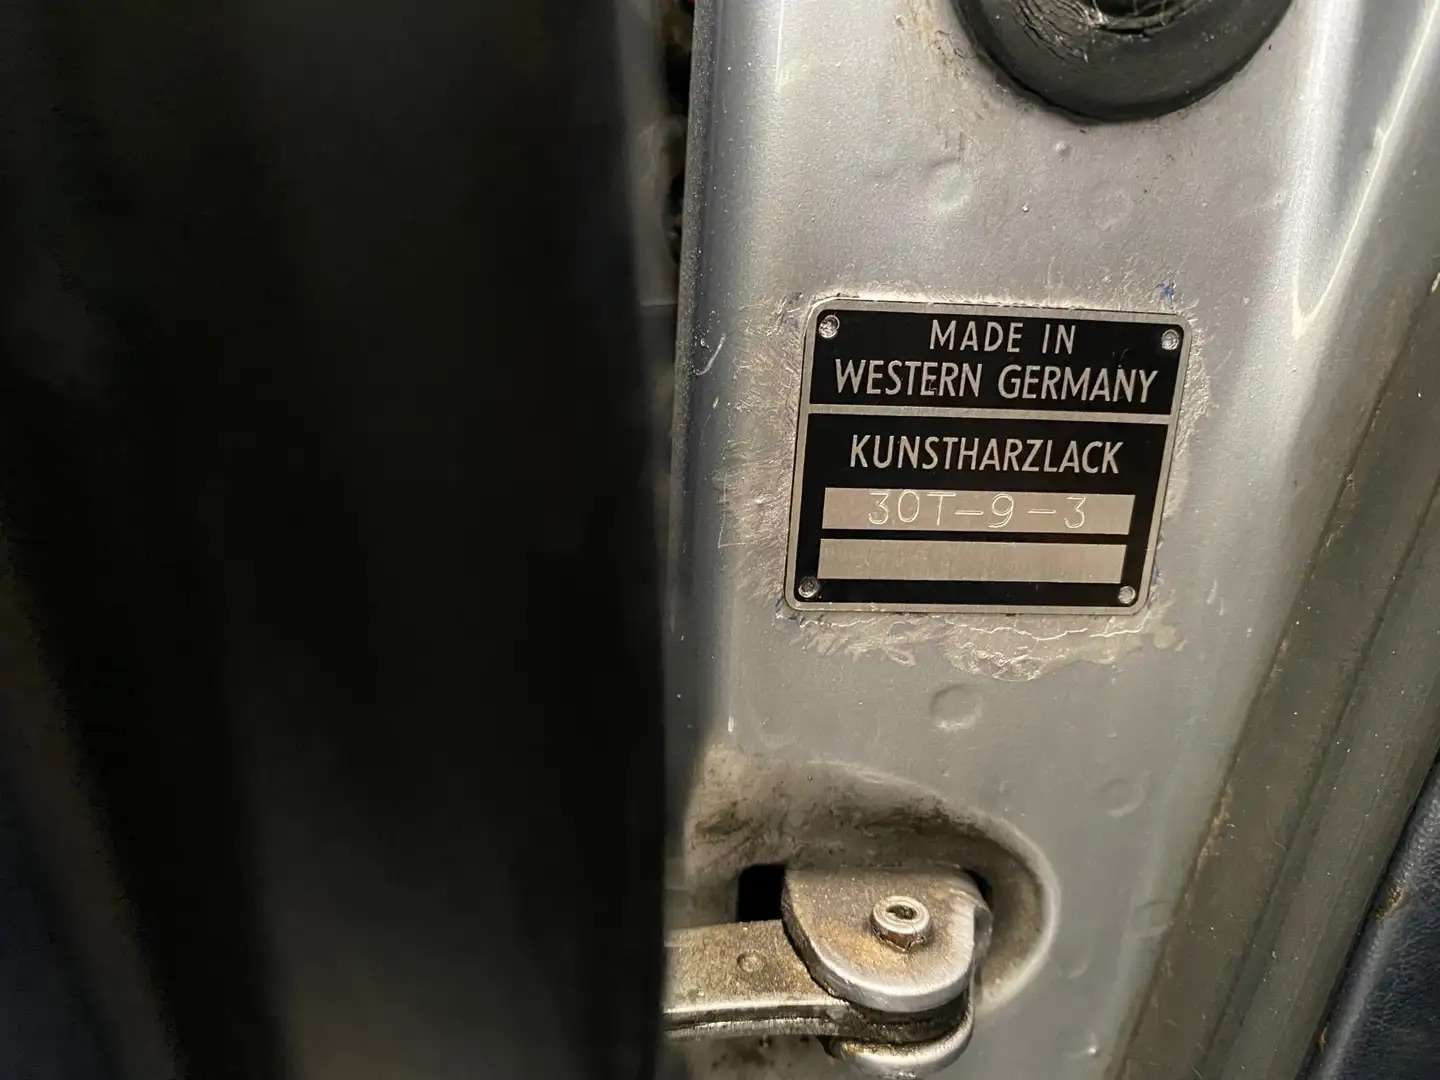 MADE IN
WESTERN GERMANY
KUNSTHARZLACK
30T-9-3